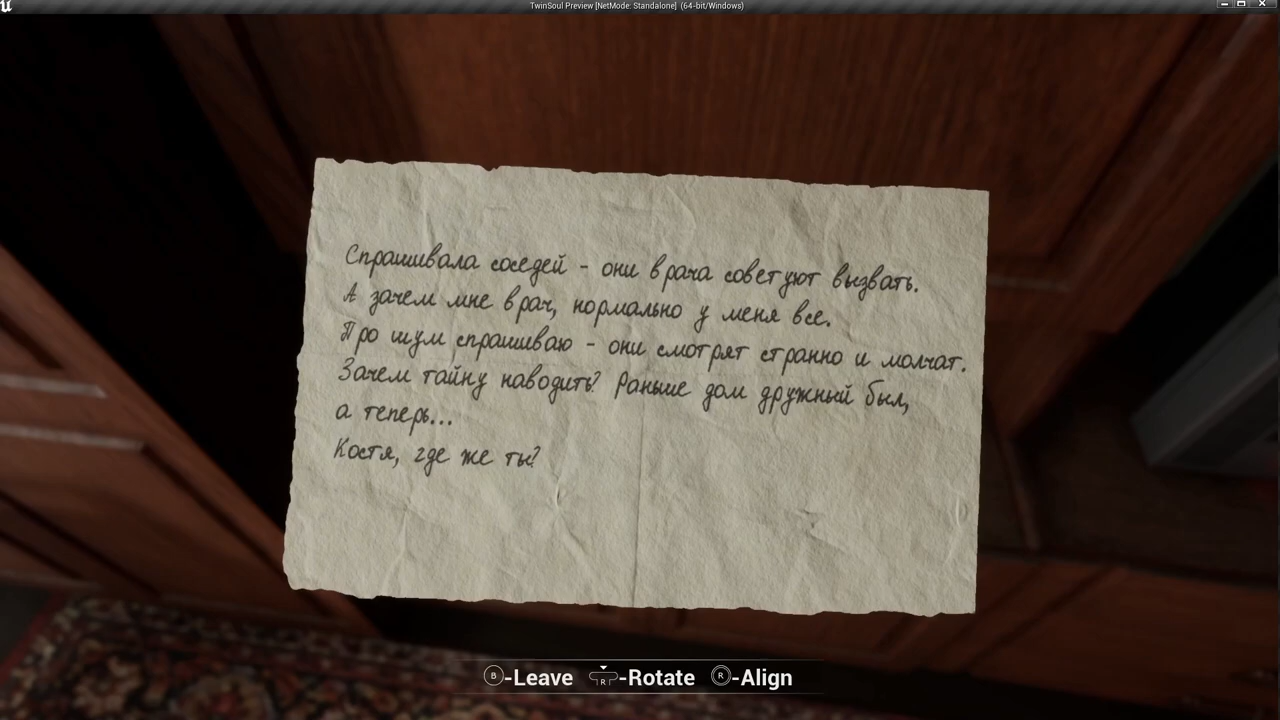 TwinSoul Preview [NetMode: Standalone] (64-bit/Windows)
Спрашивала соседей - они врача советуют вызвать.
А зачем мне врач, нормально у меня все.
Про шум спрашиваю - они смотрят странно и молчат.
Зачем тайну наводить? Раньше дом дружный был,
а теперь...
Костя, где же ты?
B-Leave R-Rotate R-Align